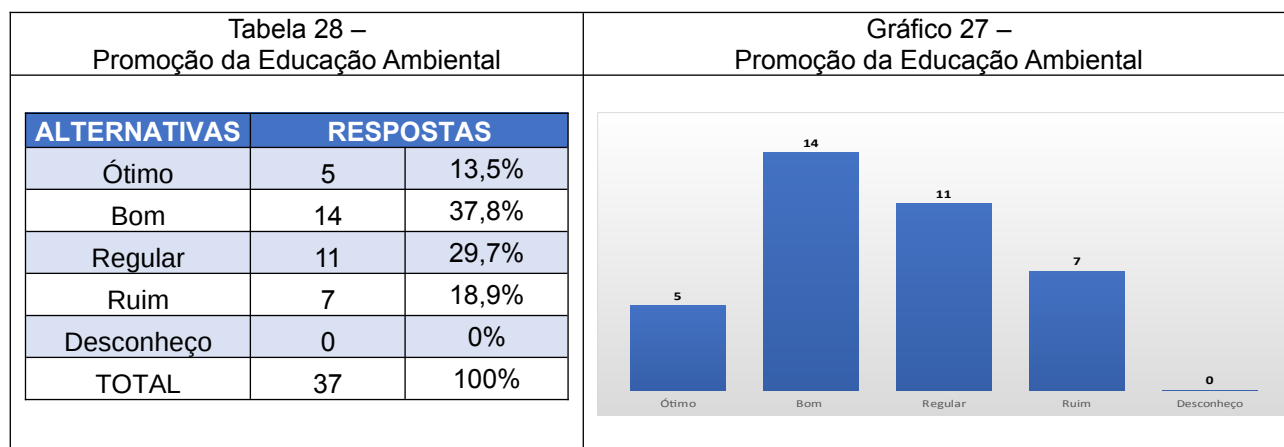 Tabela 28 –
Promoção da Educação Ambiental
Gráfico 27 –
Promoção da Educação Ambiental
ALTERNATIVAS RESPOSTAS
Ótimo 5 13,5%
Bom 14 37,8%
Regular 11 29,7%
Ruim 7 18,9%
Desconheço 0 0%
TOTAL 37 100%
14
11
7
5
0
Ótimo Bom Regular Ruim Desconheço